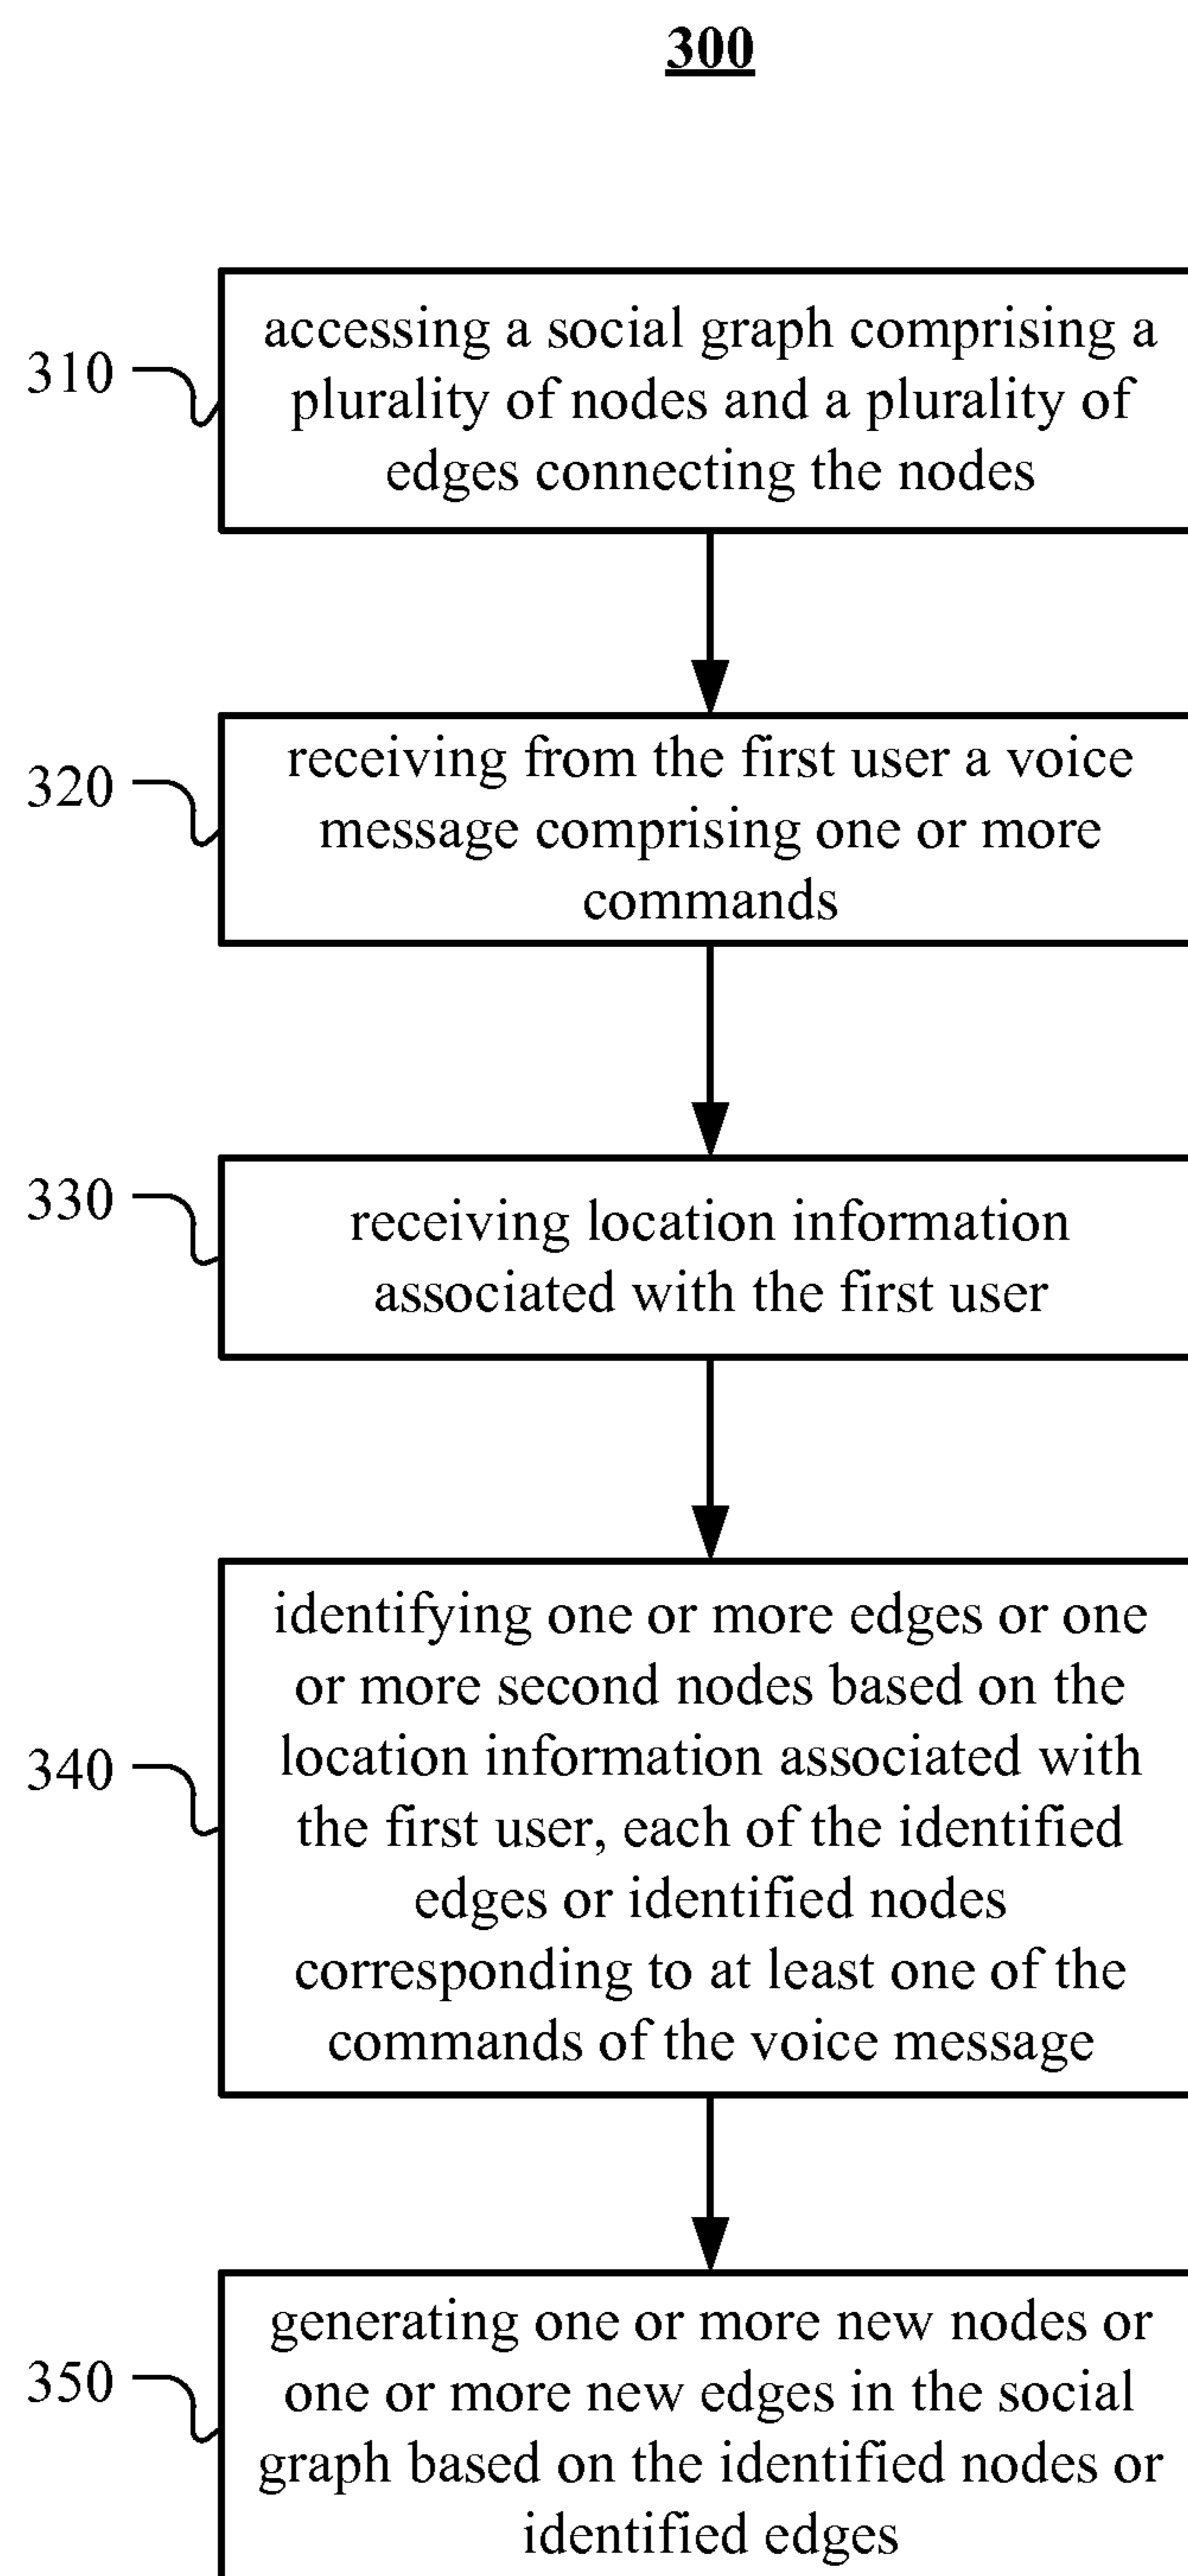 300
310
accessing a social graph comprising a
plurality of nodes and a plurality of
edges connecting the nodes
320
receiving from the first user a voice
message comprising one or more
commands
330
receiving location information
associated with the first user
340
identifying one or more edges or one
or more second nodes based on the
location information associated with
the first user, each of the identified
edges or identified nodes
corresponding to at least one of the
commands of the voice message
350
generating one or more new nodes or
one or more new edges in the social
graph based on the identified nodes or
identified edges